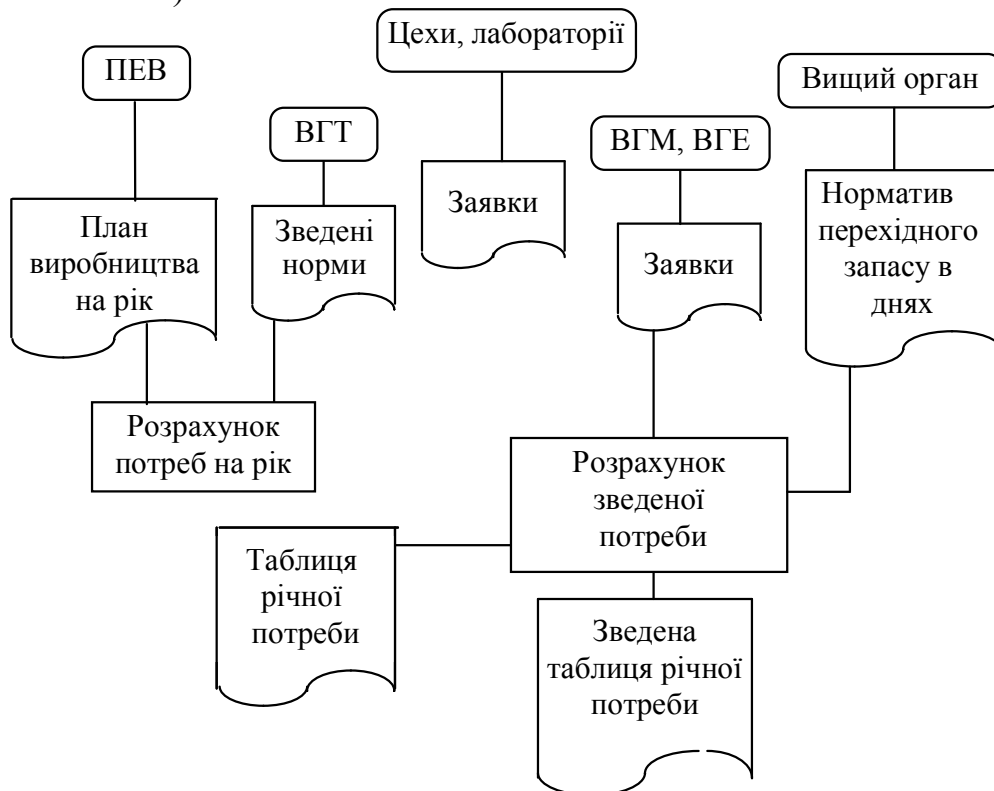 )
Цехи, лабораторії
ПЕВ
Вищий орган
ВГТ
ВГМ, ВГЕ
План
виробництва
на рік
Зведені
норми
Заявки
Заявки
Норматив
перехідного
запасу в
днях
Розрахунок
потреб на рік
Розрахунок
зведеної
потреби
Таблиця
річної
потреби
Зведена
таблиця річної
потреби